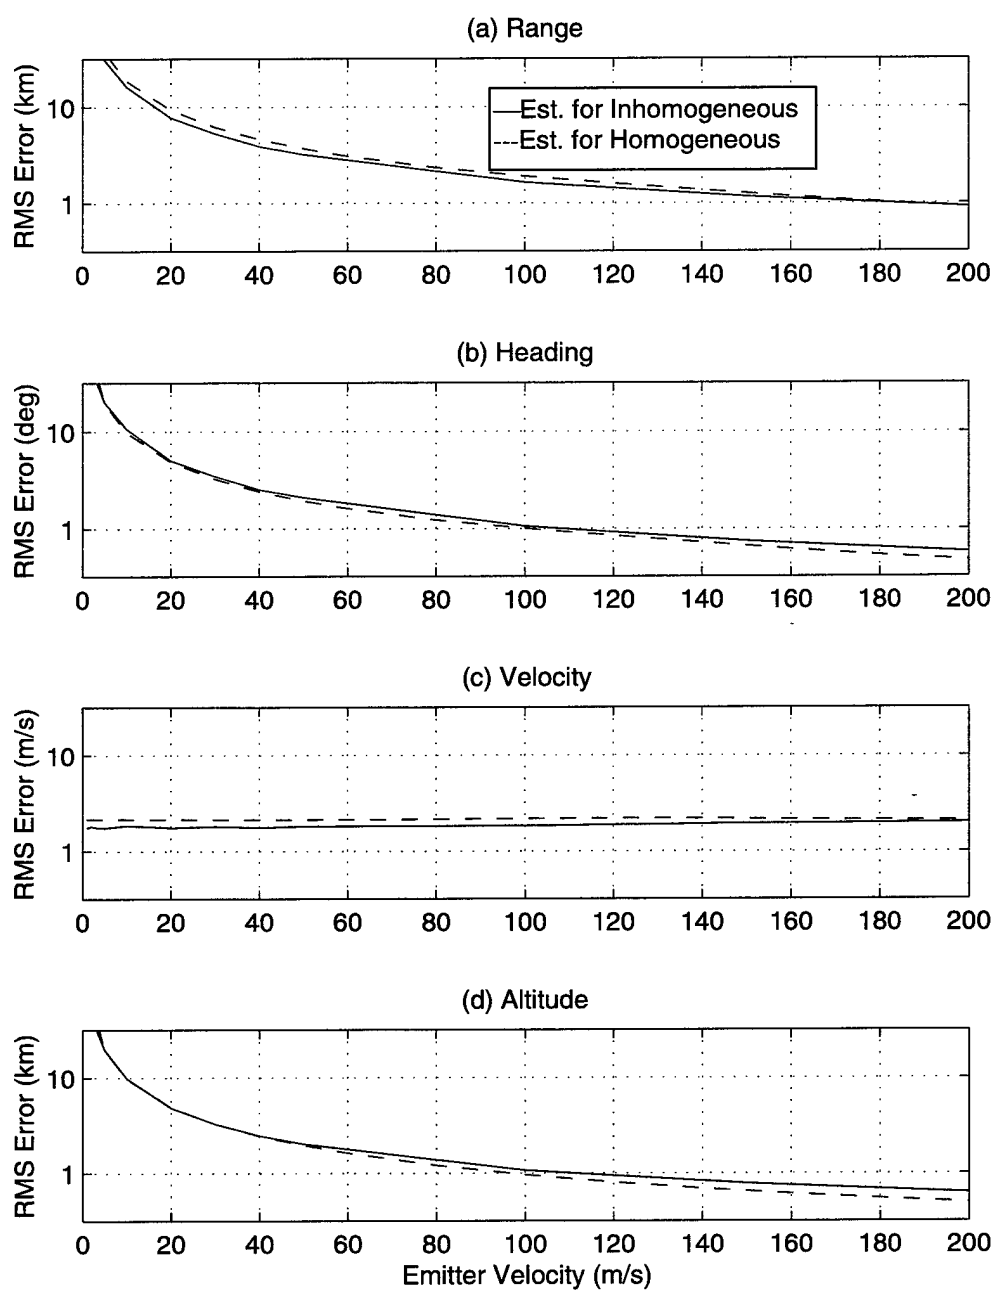 (a) Range
RMS Error (km)
10
1
Est. for Inhomogeneous
Est. for Homogeneous
0 20 40 60 80 100 120 140 160 180 200
(b) Heading
RMS Error (deg)
10
1
0 20 40 60 80 100 120 140 160 180 200
(c) Velocity
RMS Error (m/s)
10
1
0 20 40 60 80 100 120 140 160 180 200
(d) Altitude
RMS Error (km)
10
1
0 20 40 60 80 100 120 140 160 180 200
Emitter Velocity (m/s)